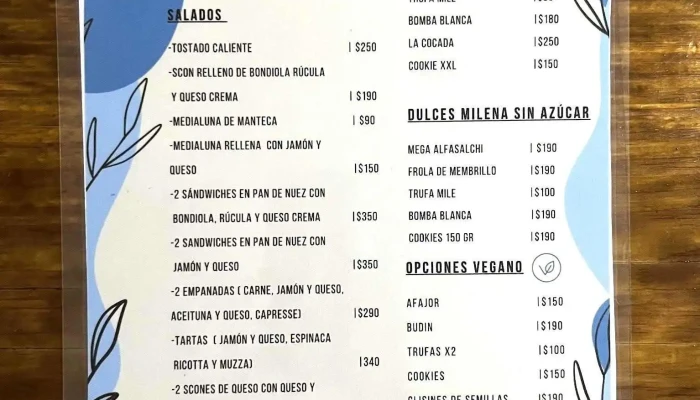 SALADOS
-TOSTADO CALIENTE | $250
-SCON RELLENO DE BONDIOLA RÚCULA
Y QUESO CREMA | $190
-MEDIALUNA DE MANTECA | $90
-MEDIALUNA RELLENA CON JAMÓN Y
QUESO |$150
-2 SÁNDWICHES EN PAN DE NUEZ CON
BONDIOLA, RÚCULA Y QUESO CREMA |$350
-2 SANDWICHES EN PAN DE NUEZ CON
JAMÓN Y QUESO |$350
-2 EMPANADAS ( CARNE, JAMÓN Y QUESO,
ACEITUNA Y QUESO, CAPRESSE) |$290
-TARTAS ( JAMÓN Y QUESO, ESPINACA
RICOTTA Y MUZZA) |340
-2 SCONES DE QUESO CON QUESO Y
BOMBA BLANCA |$180
LA COCADA |$250
COOKIE XXL |$150
DULCES MILENA SIN AZÚCAR
MEGA ALFASALCHI | $190
FROLA DE MEMBRILLO |$190
TRUFA MILE |$100
BOMBA BLANCA |$190
COOKIES 150 GR |$190
OPCIONES VEGANO
AFAJOR |$150
BUDIN |$190
TRUFAS X2 |$100
COOKIES |$150
DE SEMILLAS |$190